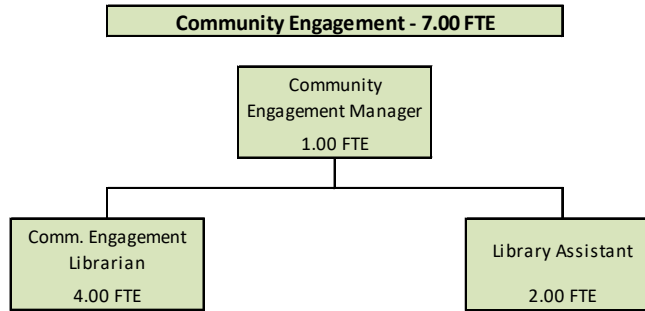 Community Engagement - 7.00 FTE
Community
Engagement Manager
1.00 FTE
Comm. Engagement
Librarian
4.00 FTE
Library Assistant
2.00 FTE